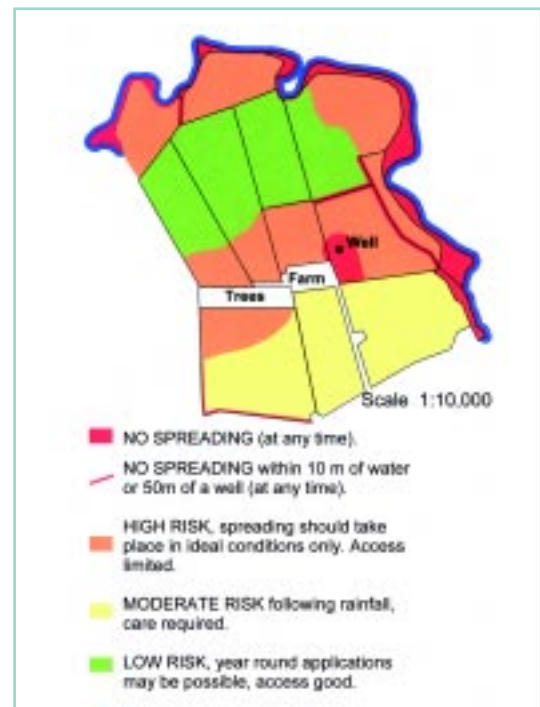 Well
Farm
Trees
Scale 1:10,000
NO SPREADING (at any time).
NO SPREADING within 10 m of water
or 50m of a well (at any time).
HIGH RISK, spreading should take
place in ideal conditions only. Access
limited.
MODERATE RISK following rainfall,
care required.
LOW RISK, year round applications
may be possible, access good.